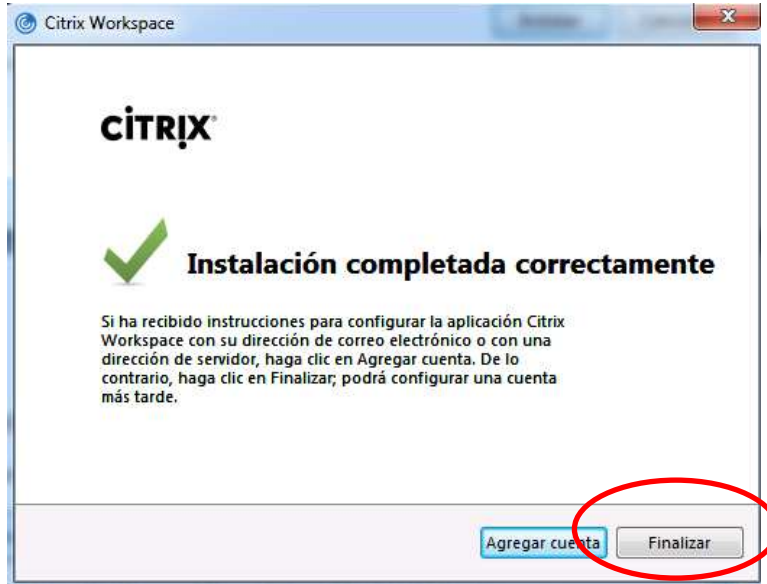 Citrix Workspace
CİTRỊX®
Instalación completada correctamente
Si ha recibido instrucciones para configurar la aplicación Citrix
Workspace con su dirección de correo electrónico o con una
dirección de servidor, haga clic en Agregar cuenta. De lo
contrario, haga clic en Finalizar; podrá configurar una cuenta
más tarde.
Agregar cuenta
Finalizar